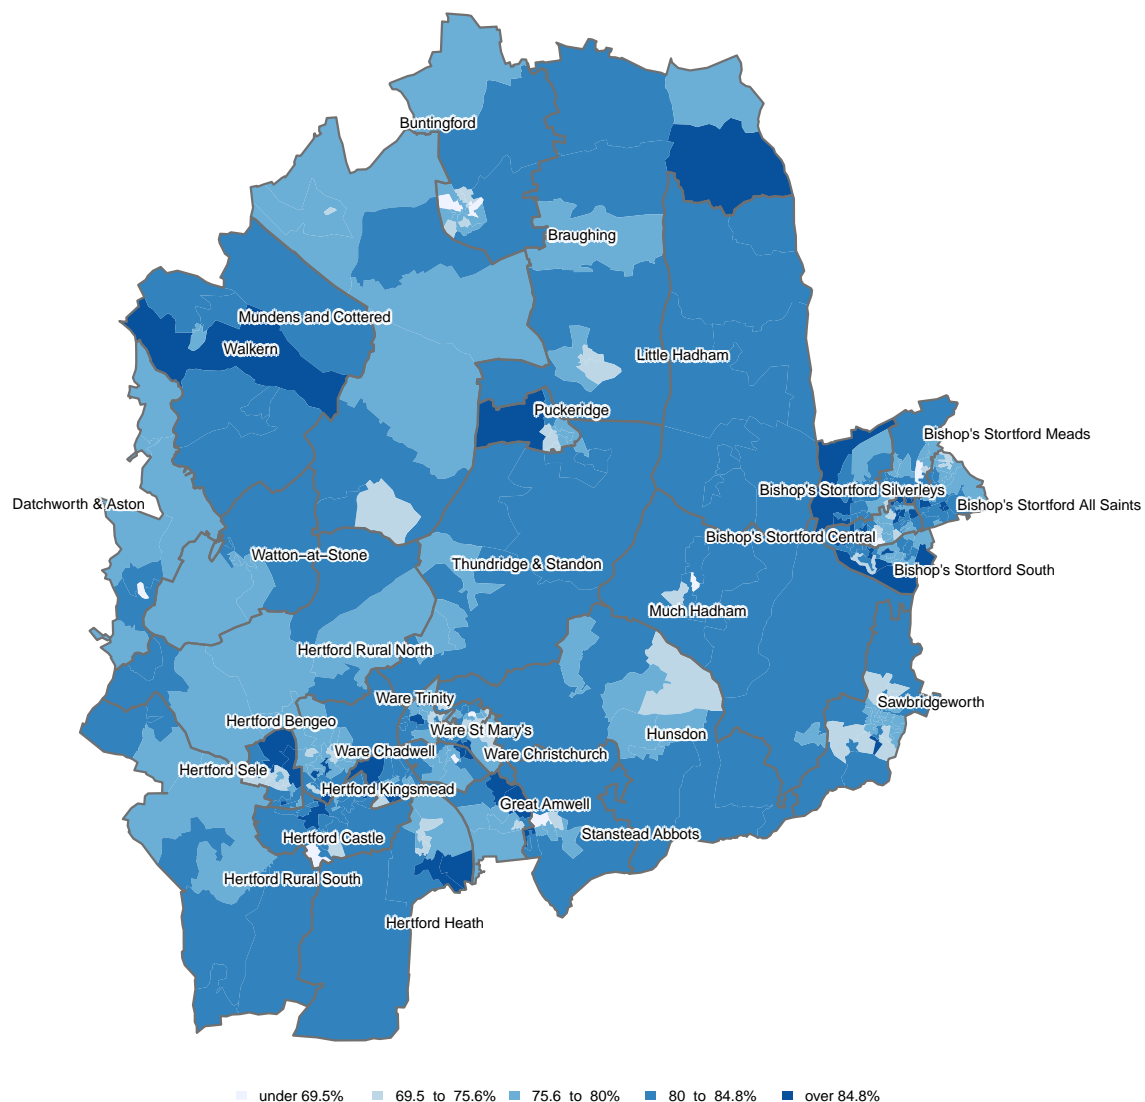 Buntingford
Braughing
Mundens and Cottered
Walkern
Little Hadham
Puckeridge
Bishop's Stortford Meads
Bishop's Stortford Silverleys
Datchworth & Aston
Bishop's Stortford All Saints
Bishop's Stortford Central
Watton–at–Stone
Thundridge & Standon
Bishop's Stortford South
Much Hadham
Hertford Rural North
Ware Trinity
Sawbridgeworth
Hertford Bengeo
Ware St Mary's
Hunsdon
Ware Chadwell
Ware Christchurch
Hertford Sele
Hertford Kingsmead
Great Amwell
Stanstead Abbots
Hertford Castle
Hertford Rural South
Hertford Heath
under 69.5% 69.5 to 75.6% 75.6 to 80% 80 to 84.8% over 84.8%